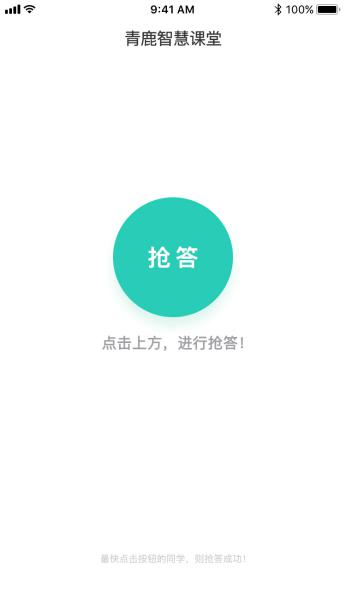 9:41 AM
100%
青鹿智慧课堂
抢答
点击上方，进行抢答！
最快点击按钮的同学，则抢答成功！